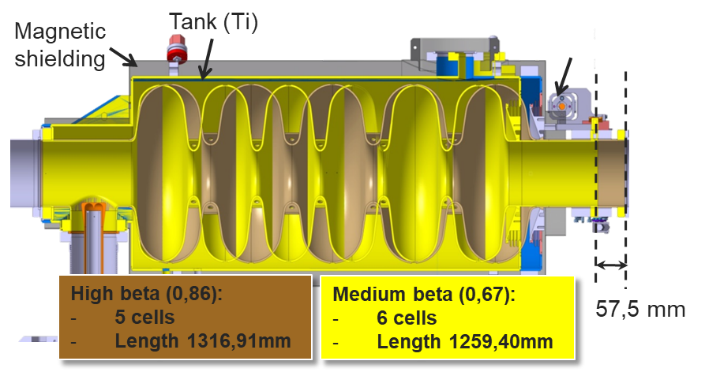 Magnetic
shielding
Tank (Ti)
High beta (0,86):
- 5 cells
- Length 1316,91mm
Medium beta (0,67):
- 6 cells
- Length 1259,40mm
57,5 mm